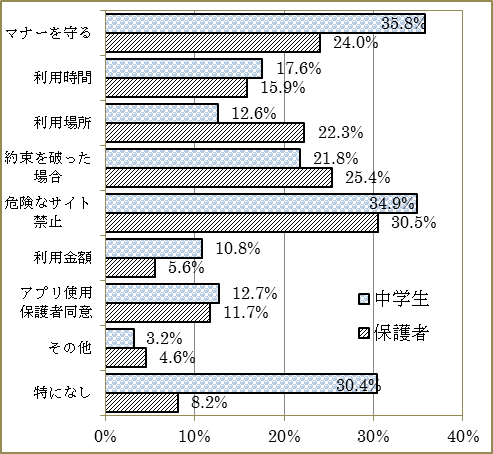 マナーを守る
35.8%
24.0%
利用時間
17.6%
15.9%
利用場所
12.6%
22.3%
約束を破った
場合
21.8%
25.4%
危険なサイト
禁止
34.9%
30.5%
利用金額
10.8%
5.6%
アプリ使用
保護者同意
12.7%
11.7%
その他
3.2%
4.6%
特になし
30.4%
8.2%
中学生
保護者
0% 10% 20% 30% 40%